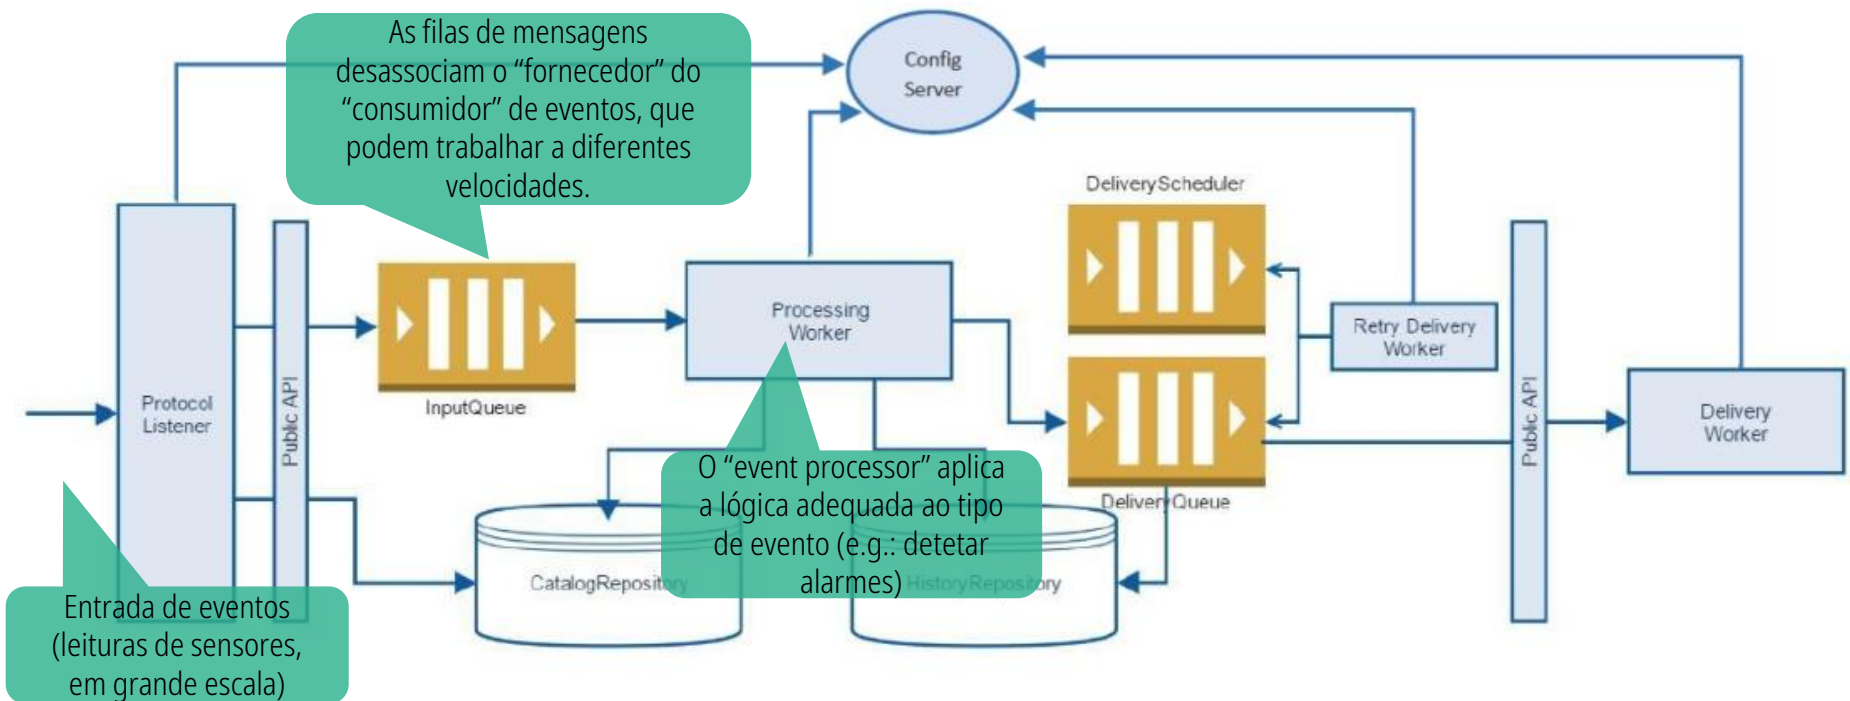 As filas de mensagens
desassociam o “fornecedor” do
“consumidor” de eventos, que
podem trabalhar a diferentes
velocidades.
Config
Server
DeliveryScheduler
Processing
Worker
Retry Delivery
Worker
Protocol
Listener
Public API
InputQueue
Public API
Delivery
Worker
O “event processor” aplica
a lógica adequada ao tipo
de evento (e.g.: detetar
alarmes)
DeliveryQueue
CatalogRepository
HistoryRepository
Entrada de eventos
(leituras de sensores,
em grande escala)